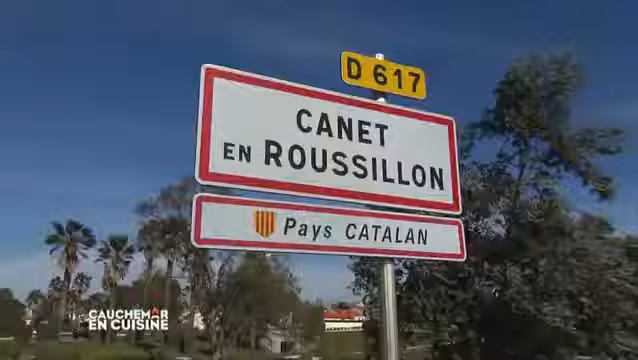 D 617
CANET
EN ROUSSILLON
Pays CATALAN
CAUCHEMAR
EN CUISINE